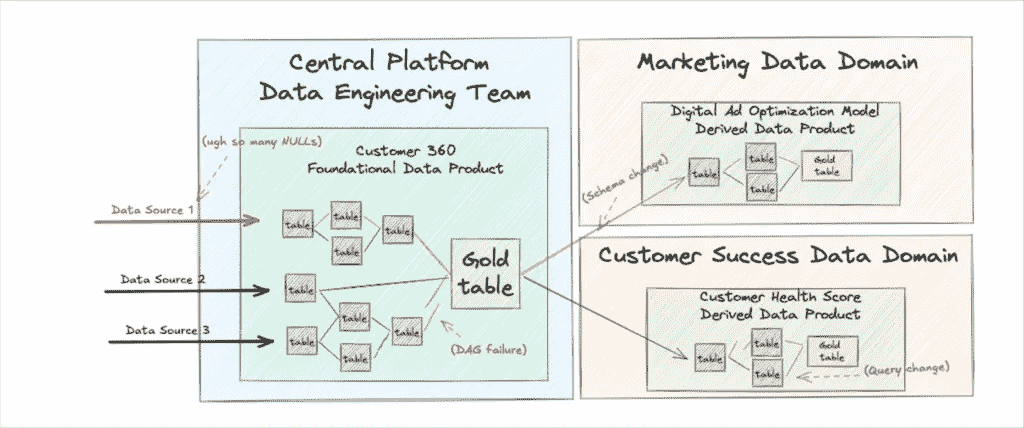 Central Platform
Data Engineering Team
(ugh so many NULLs)
Customer 360
Foundational Data Product
Data Source 1
Data Source 2
Data Source 3
table
table
table
table
table
table
table
table
table
Gold
table
(DAG failure)
(Schema change)
Marketing Data Domain
Digital Ad Optimization Model
Derived Data Product
table
table
table
Gold
table
Customer Success Data Domain
Customer Health Score
Derived Data Product
table
table
table
Gold
table
(Query change)